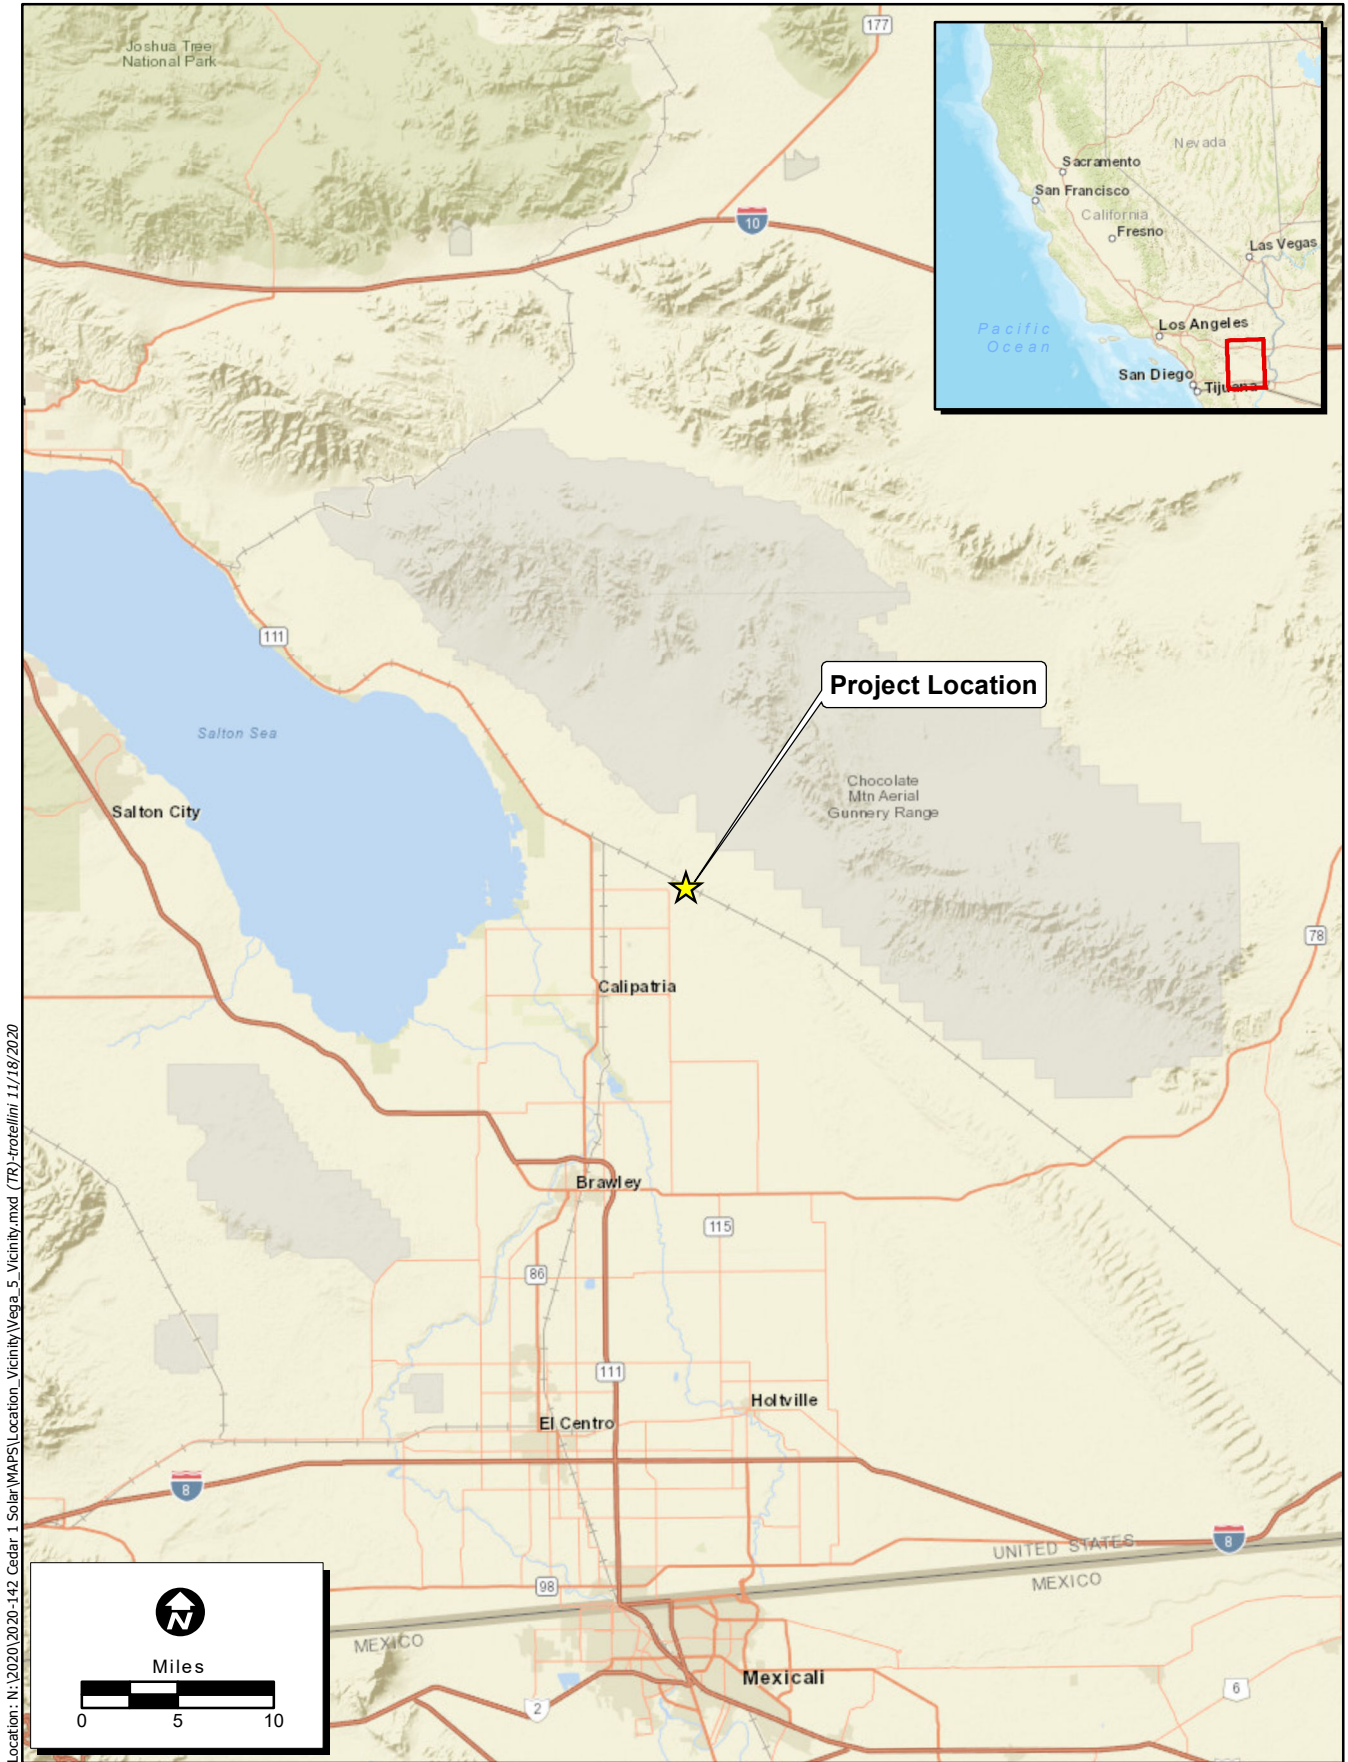 Joshua Tree
National Park
177
10
Nevada
Sacramento
San Francisco
California
Fresno
Las Vegas
Los Angeles
Pacific
Ocean
San Diego
Tijuana
111
Project Location
Salton Sea
Chocolate
Mtn Aerial
Gunnery Range
Salton City
78
Calipatria
Brawley
115
86
111
Holtville
El Centro
8
8
UNITED STATES
MEXICO
98
MEXICO
Mexicali
6
2
N
Miles
0 5 10
Location: N:\2020\2020-142 Cedar 1 Solar\MAPS\Location_Vicinity\Vega_5_Vicinity.mxd (TR)-trotellini 11/18/2020